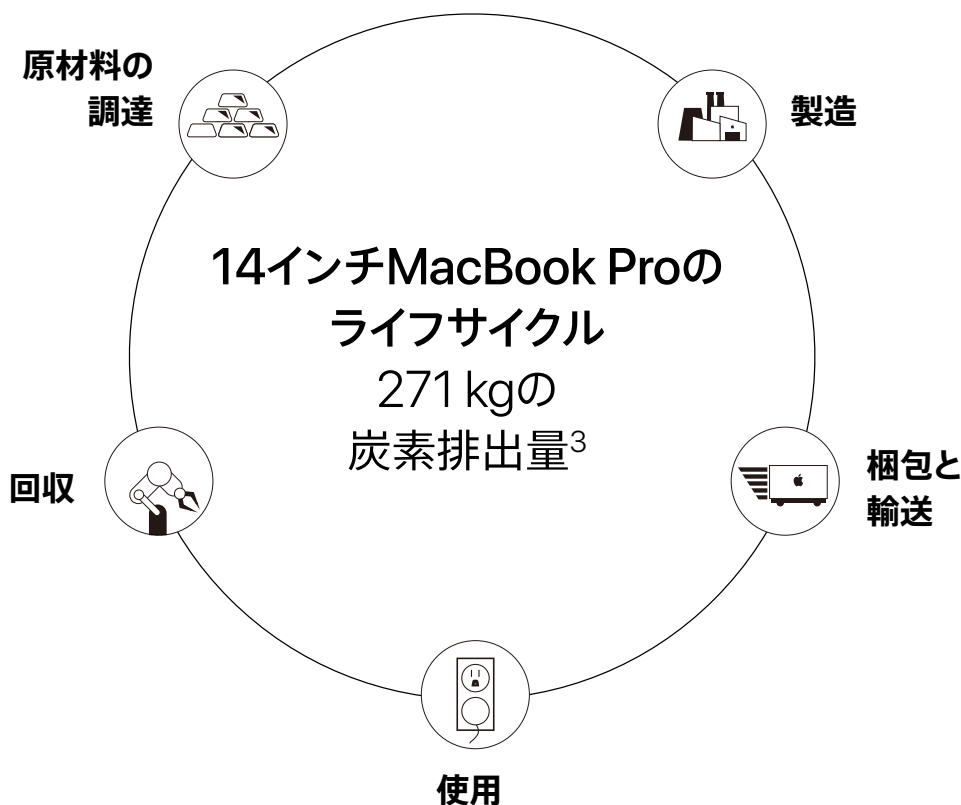 原材料の
調達
製造
14インチMacBook Proの
ライフサイクル
271 kgの
炭素排出量3
回収
梱包と
輸送
使用